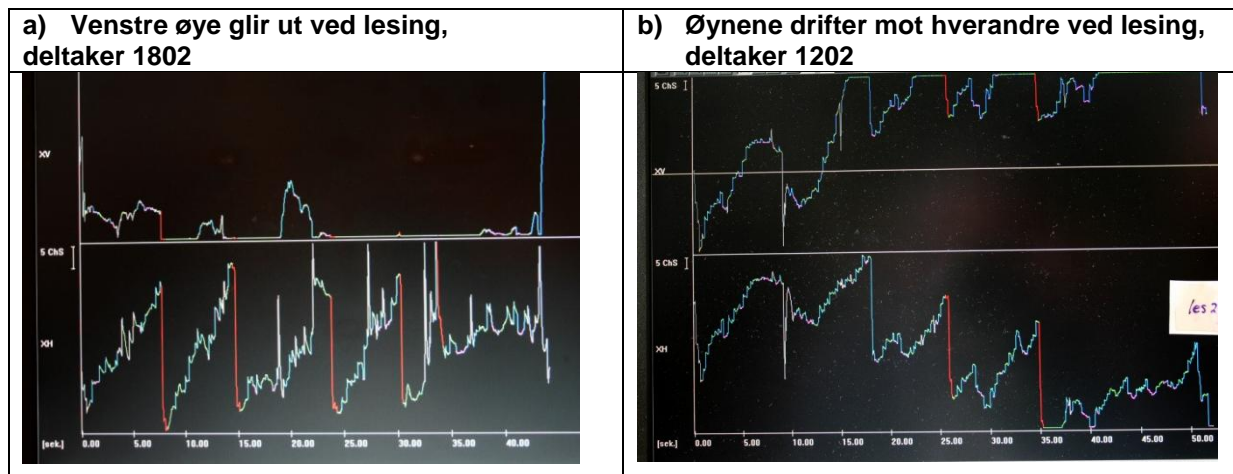 a) Venstre øye glir ut ved lesing,
deltaker 1802
b) Øynene drifter mot hverandre ved lesing,
deltaker 1202
XV
5 ChS
XH
[sek.] 0.00 5.00 10.00 15.00 20.00 25.00 30.00 35.00 40.00
5 ChS
XV
5 ChS
XH
[sek.] 0.00 5.00 10.00 15.00 20.00 25.00 30.00 35.00 40.00 45.00 50.00
les 2